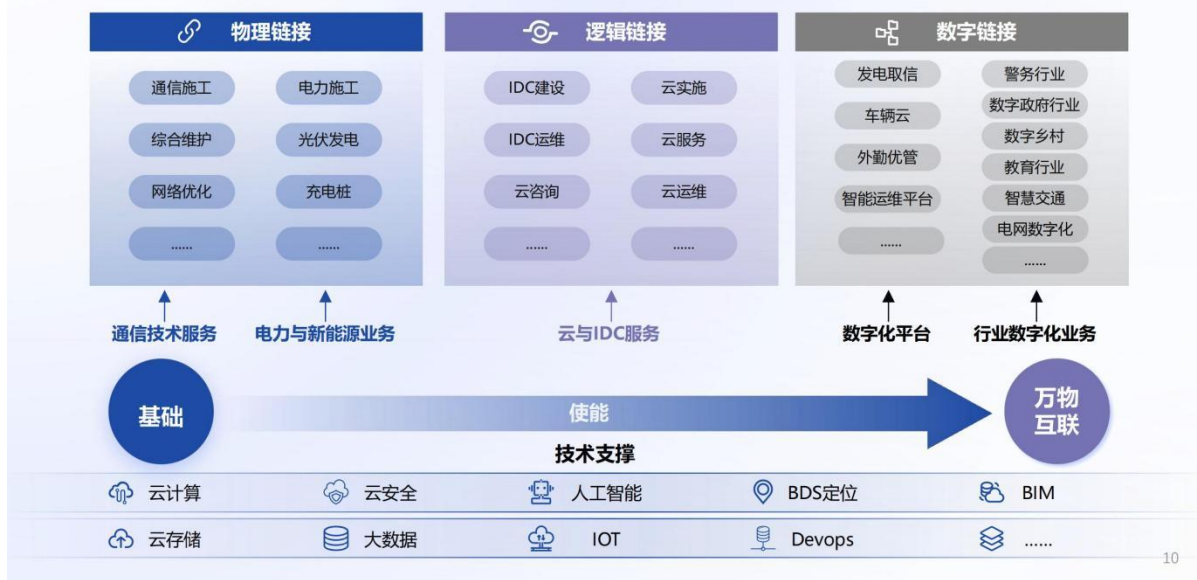 物理链接
通信施工
电力施工
综合维护
光伏发电
网络优化
充电桩
......
......
逻辑链接
IDC建设
云实施
IDC运维
云服务
云咨询
云运维
......
......
数字链接
发电取信
车辆云
外勤优管
智能运维平台
......
警务行业
数字政府行业
数字乡村
教育行业
智慧交通
电网数字化
......
通信技术服务
电力与新能源业务
云与IDC服务
数字化平台
行业数字化业务
基础
使能
万物
互联
技术支撑
云计算
云安全
人工智能
BDS定位
BIM
云存储
大数据
IOT
Devops
......
10